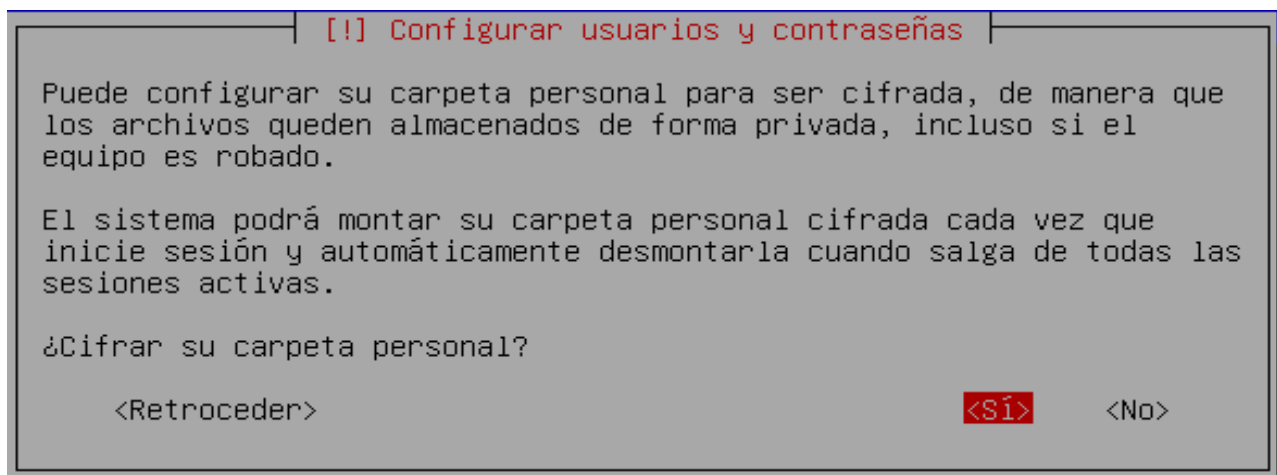 [!] Configurar usuarios y contraseñas
Puede configurar su carpeta personal para ser cifrada, de manera que
los archivos queden almacenados de forma privada, incluso si el
equipo es robado.
El sistema podrá montar su carpeta personal cifrada cada vez que
inicie sesión y automáticamente desmontarla cuando salga de todas las
sesiones activas.
¿Cifrar su carpeta personal?
<Retroceder> <Sí> <No>